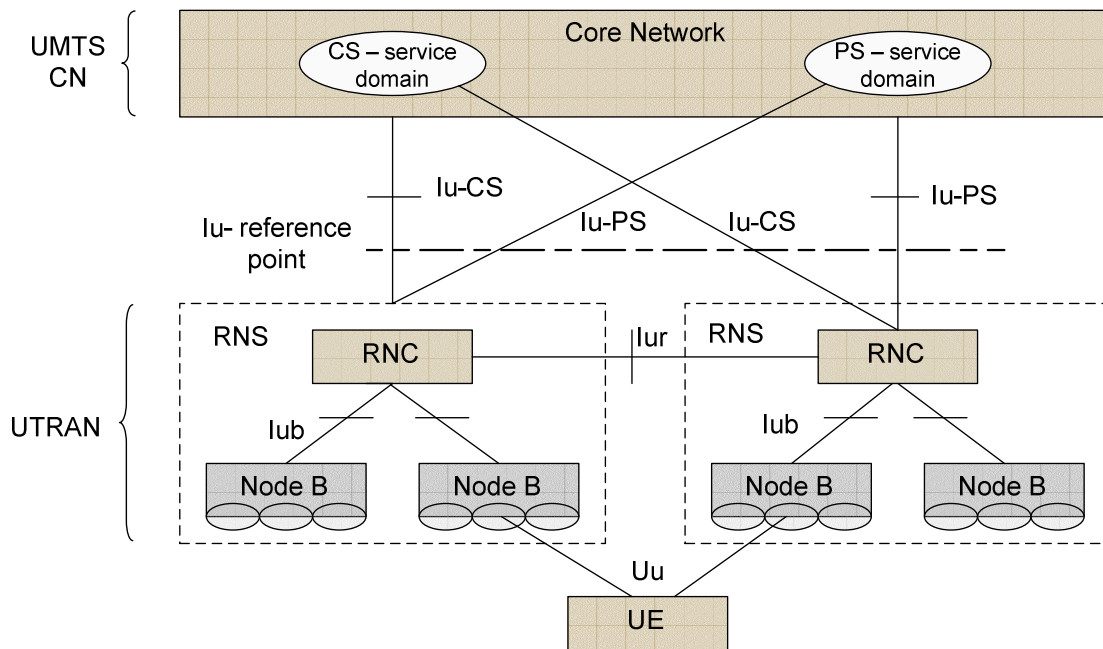 UMTS
CN
Core Network
CS – service
domain
PS – service
domain
Iu-CS
Iu-PS
Iu-CS
Iu-PS
Iu- reference
point
UTRAN
RNS
RNC
Iur
RNS
RNC
Iub
Iub
Node B
Node B
Node B
Node B
Uu
UE